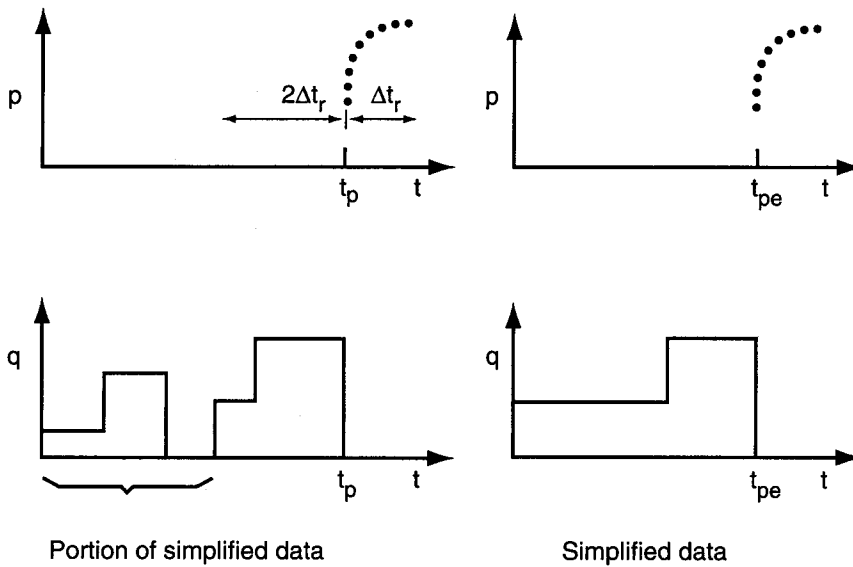 p
2Δt_r
Δt_r
t_p
t
p
t_pe
t
q
t_p
t
Portion of simplified data
q
t_pe
t
Simplified data